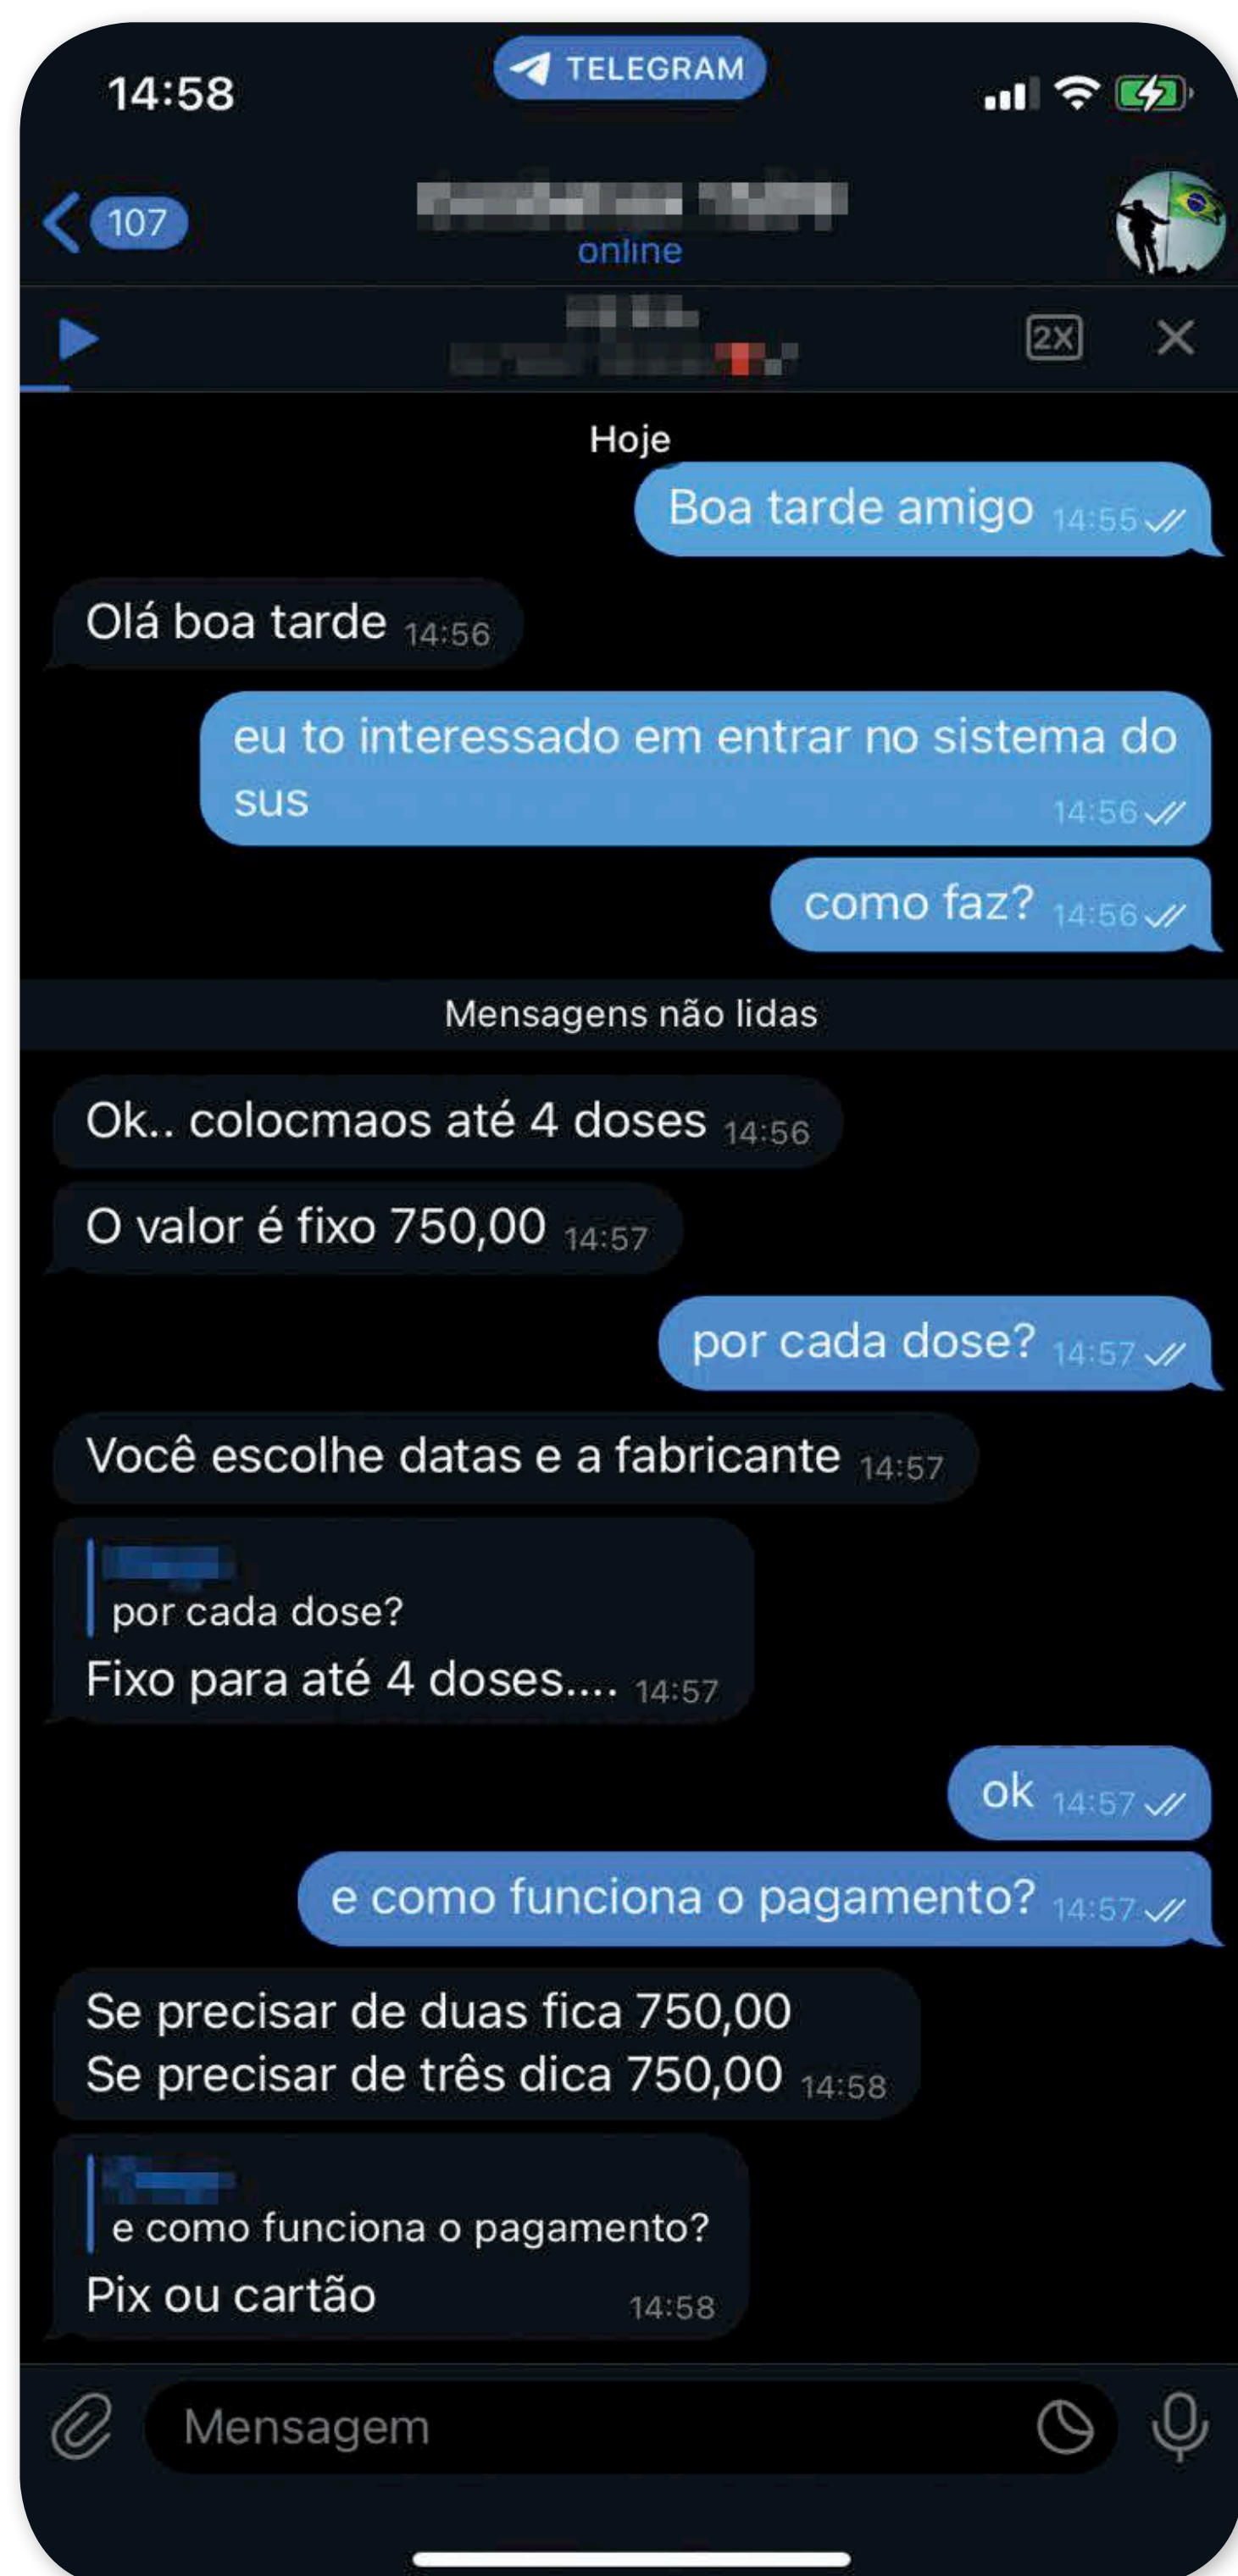 14:58
TELEGRAM
107
online
2X
Hoje
Boa tarde amigo 14:55
Olá boa tarde 14:56
eu to interessado em entrar no sistema do
sus 14:56
como faz? 14:56
Mensagens não lidas
Ok.. colocmaos até 4 doses 14:56
O valor é fixo 750,00 14:57
por cada dose? 14:57
Você escolhe datas e a fabricante 14:57
por cada dose?
Fixo para até 4 doses.... 14:57
ok 14:57
e como funciona o pagamento? 14:57
Se precisar de duas fica 750,00
Se precisar de três dica 750,00 14:58
e como funciona o pagamento?
Pix ou cartão 14:58
Mensagem